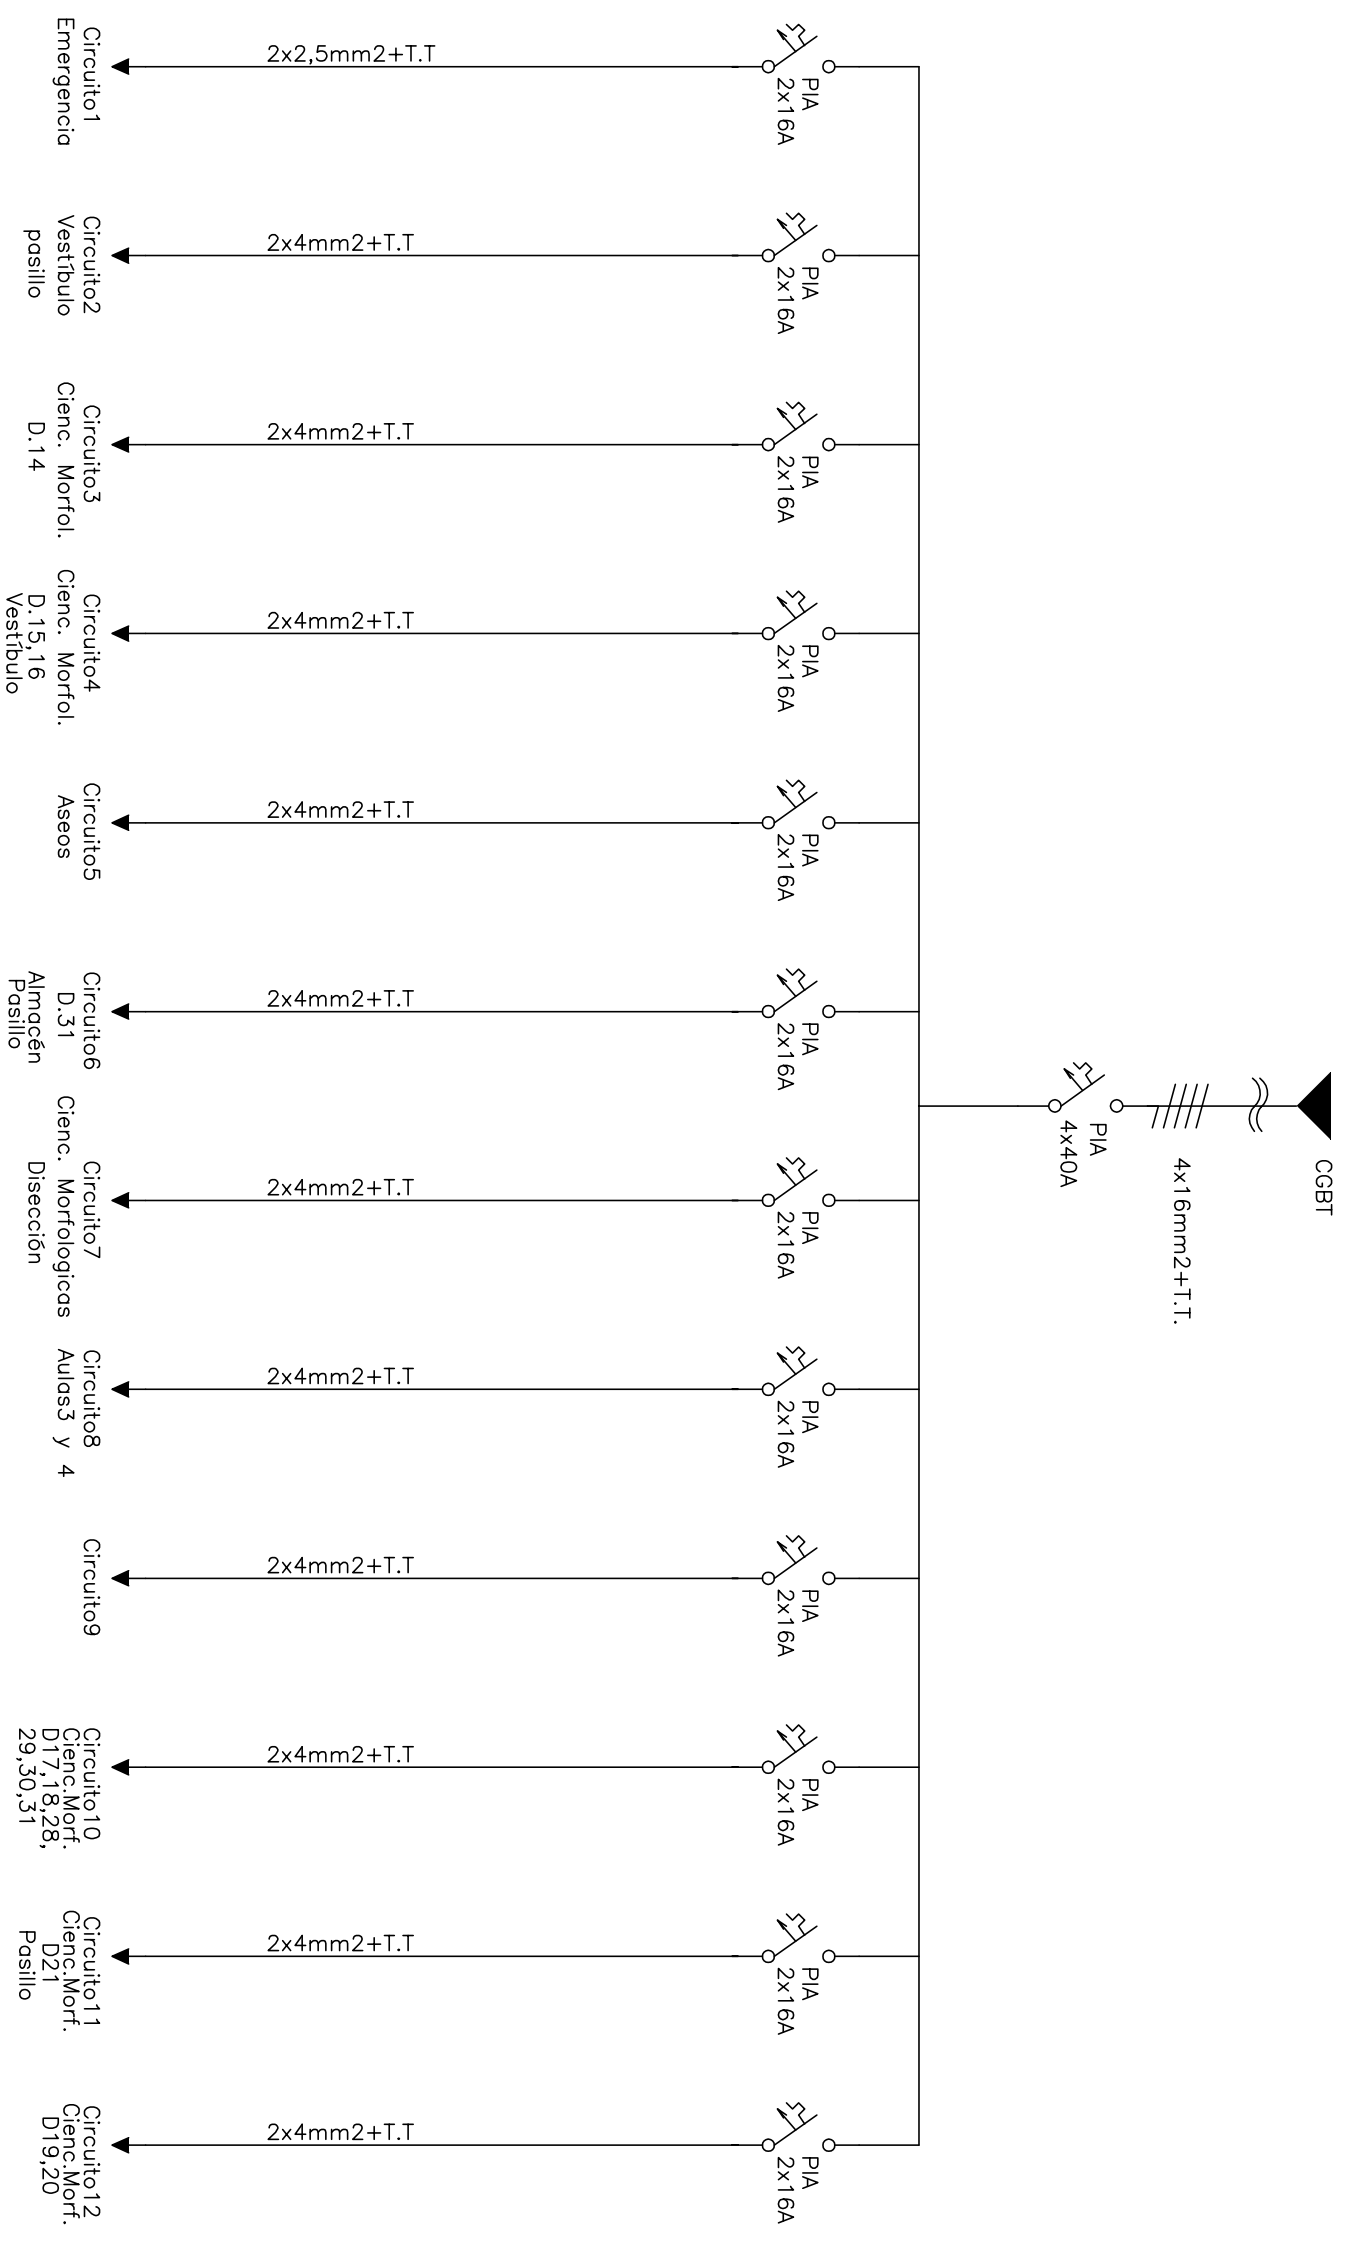 CGBT
4x16mm2+T.T.
PIA
4x40A
PIA
2x16A
2x2,5mm2+T.T
Circuito1
Emergencia
PIA
2x16A
2x4mm2+T.T
Circuito2
Vestíbulo
pasillo
PIA
2x16A
2x4mm2+T.T
Circuito3
Cienc. Morfol.
D.14
PIA
2x16A
2x4mm2+T.T
Circuito4
Cienc. Morfol.
D.15,16
Vestíbulo
PIA
2x16A
2x4mm2+T.T
Circuito5
Aseos
PIA
2x16A
2x4mm2+T.T
Circuito6
D.31
Almacén
Pasillo
PIA
2x16A
2x4mm2+T.T
Circuito7
Cienc. Morfologicas
Disección
PIA
2x16A
2x4mm2+T.T
Circuito8
Aulas3 y 4
PIA
2x16A
2x4mm2+T.T
Circuito9
PIA
2x16A
2x4mm2+T.T
Circuito10
Cienc.Morf.
D17,18,28,
29,30,31
PIA
2x16A
2x4mm2+T.T
Circuito11
Cienc.Morf.
D21
Pasillo
PIA
2x16A
2x4mm2+T.T
Circuito12
Cienc.Morf.
D19,20